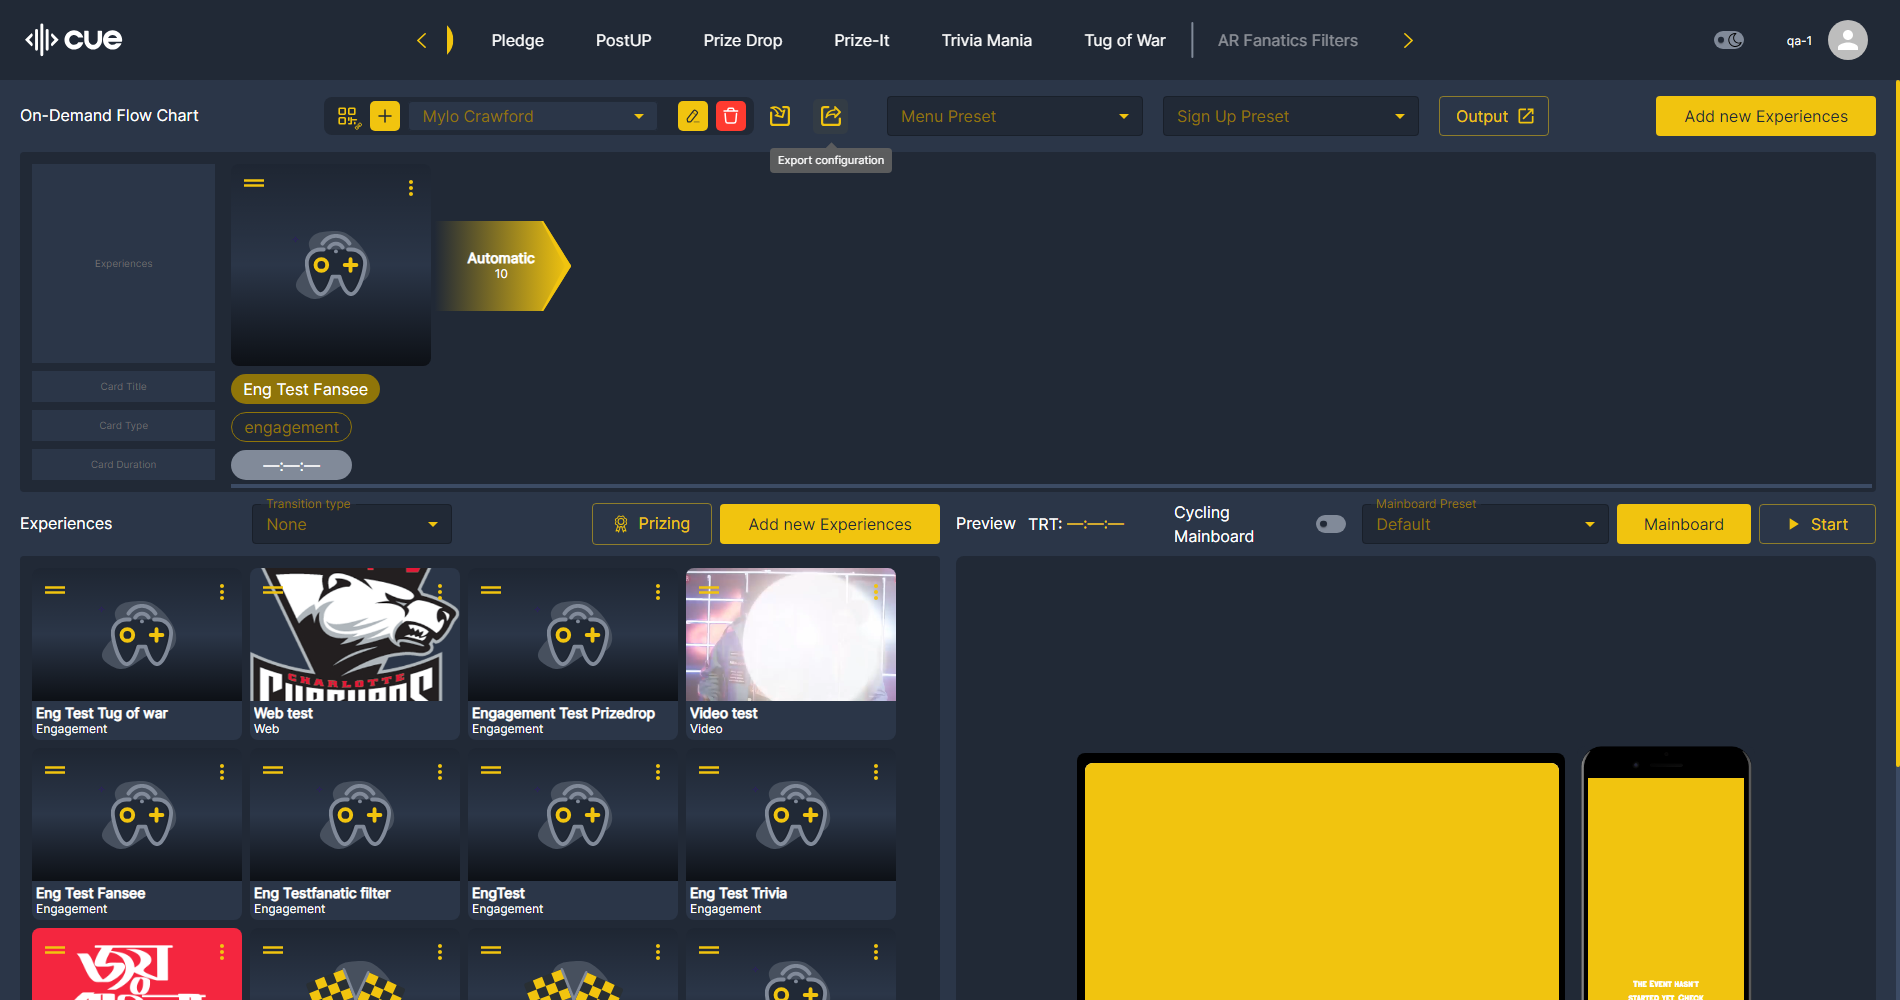 cue
Pledge
PostUP
Prize Drop
Prize-It
Trivia Mania
Tug of War
AR Fanatics Filters
qa-1
On-Demand Flow Chart
Mylo Crawford
Menu Preset
Sign Up Preset
Output
Add new Experiences
Export configuration
Experiences
Automatic
10
Card Title
Eng Test Fansee
Card Type
engagement
Card Duration
—:—:—
Experiences
Transition type
None
Prizing
Add new Experiences
Preview
TRT: —:—:—
Cycling
Mainboard
Mainboard Preset
Default
Mainboard
Start
CHARLOTTE
Eng Test Tug of war
Engagement
Web test
Web
Engagement Test Prizedrop
Engagement
Video test
Video
Eng Test Fansee
Engagement
Eng Testfanatic filter
Engagement
EngTest
Engagement
Eng Test Trivia
Engagement
জয়
The Event hasn't
started yet. Check